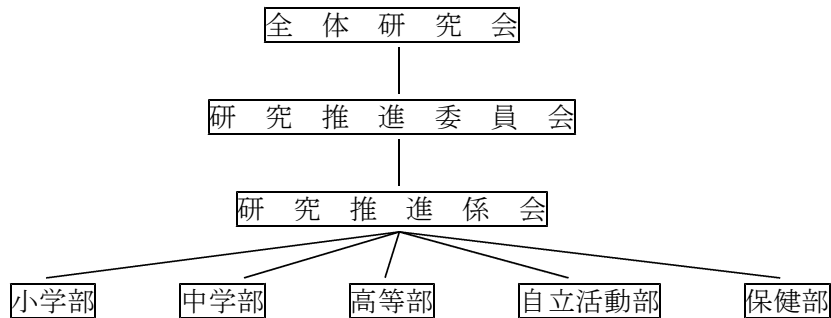 全　体　研　究　会
研　究　推　進　委　員　会
研　究　推　進　係　会
小学部　中学部　高等部　自立活動部　保健部